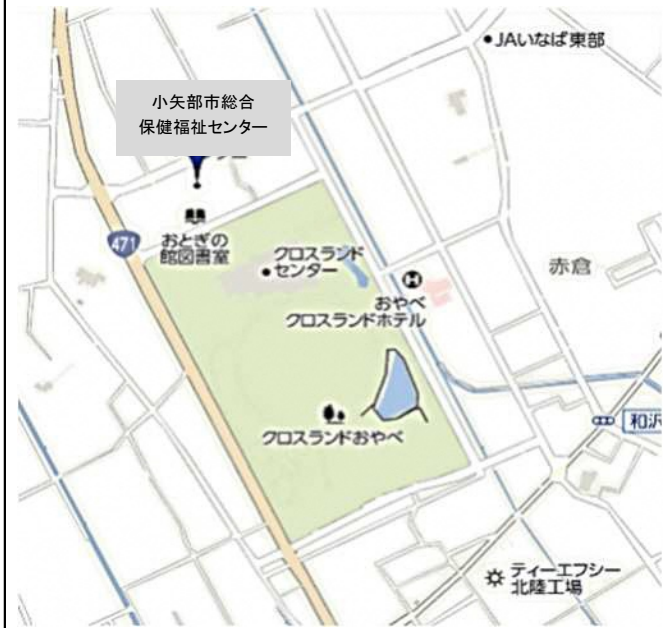 JAいなば東部
小矢部市総合
保健福祉センター
471
おとぎの
館図書室
クロスランド
センター
赤倉
H
おやべ
クロスランドホテル
クロスランドおやべ
和沢
ティーエフシー
北陸工場